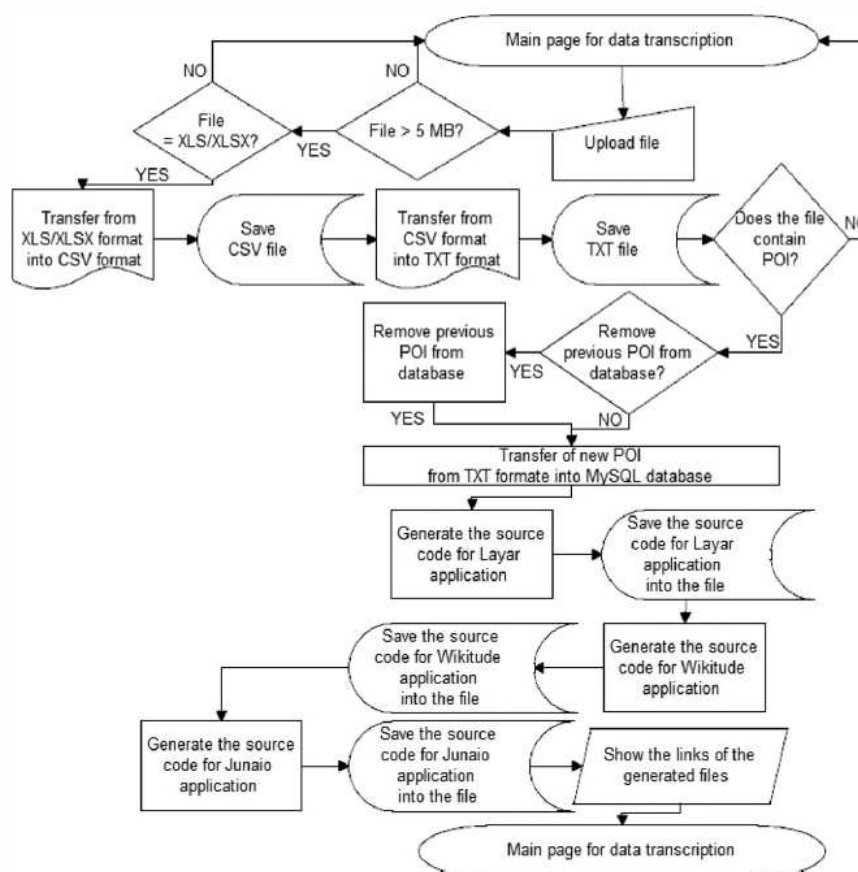 Main page for data transcription
NO
NO
File
= XLS/XLSX?
File > 5 MB?
Upload file
YES
YES
Transfer from
XLS/XLSX format
into CSV format
Save
CSV file
Transfer from
CSV format
into TXT format
Save
TXT file
Does the file
contain
POI?
NO
YES
Remove previous
POI from
database
Remove
previous POI from
database?
YES
YES
NO
Transfer of new POI
from TXT formate into MySQL database
Generate the source
code for Layar
application
Save the source
code for Layar
application
into the file
Save the source
code for Wikitude
application
into the file
Generate the source
code for Wikitude
application
Generate the source
code for Junaio
application
Save the source
code for Junaio
application
into the file
Show the links of the
generated files
Main page for data transcription